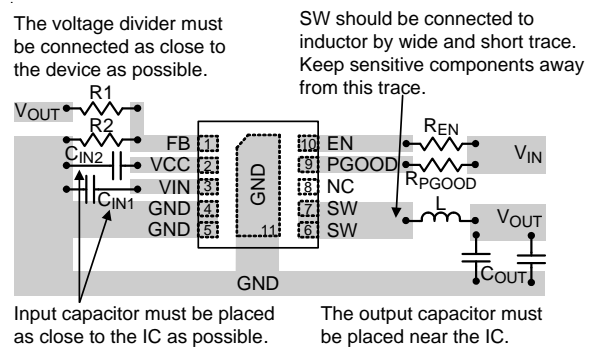 The voltage divider must
be connected as close to
the device as possible.
SW should be connected to
inductor by wide and short trace.
Keep sensitive components away
from this trace.
R1
VOUT
R2
CIN2
CIN1
FB 1
VCC 2
VIN 3
GND 4
GND 5
GND
11
10 EN
9 PGOOD
8 NC
7 SW
6 SW
REN
VIN
RPGOOD
L
VOUT
COUT
GND
Input capacitor must be placed
as close to the IC as possible.
The output capacitor must
be placed near the IC.